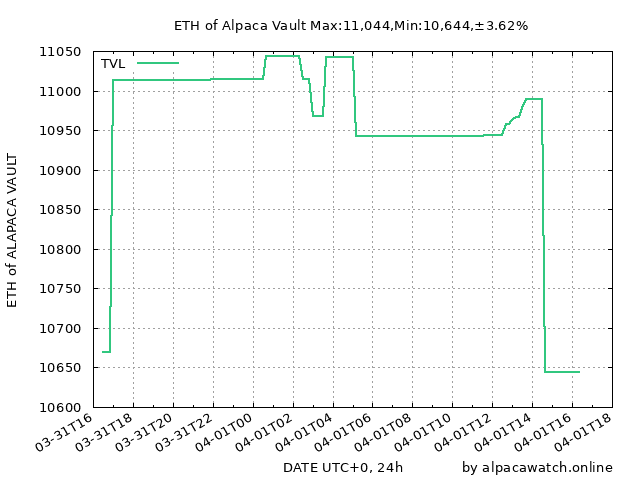 ETH of Alpaca Vault Max:11,044,Min:10,644,±3.62%
TVL
11050
11000
10950
10900
10850
10800
10750
10700
10650
10600
ETH of ALAPACA VAULT
03-31T16
03-31T18
03-31T20
03-31T22
04-01T00
04-01T02
04-01T04
04-01T06
04-01T08
04-01T10
04-01T12
04-01T14
04-01T16
04-01T18
DATE UTC+0, 24h
by alpacawatch.online